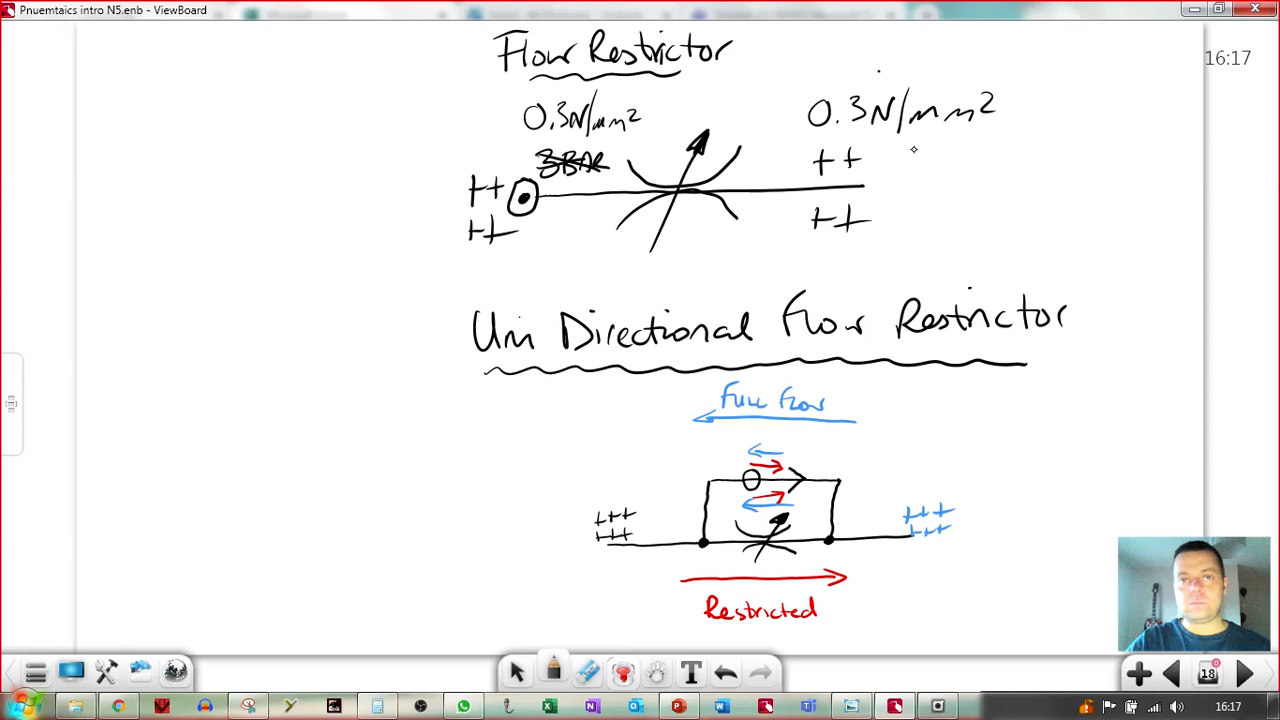 Pnuemtaics intro N5.enb - ViewBoard
16:17
Flow Restrictor
0.3N/mm2
0.3N/mm2
3BAR
++
++
++
++
Uni Directional Flow Restrictor
Full Flow
+++
+++
+++
+++
Restricted
T
0
18
16:17